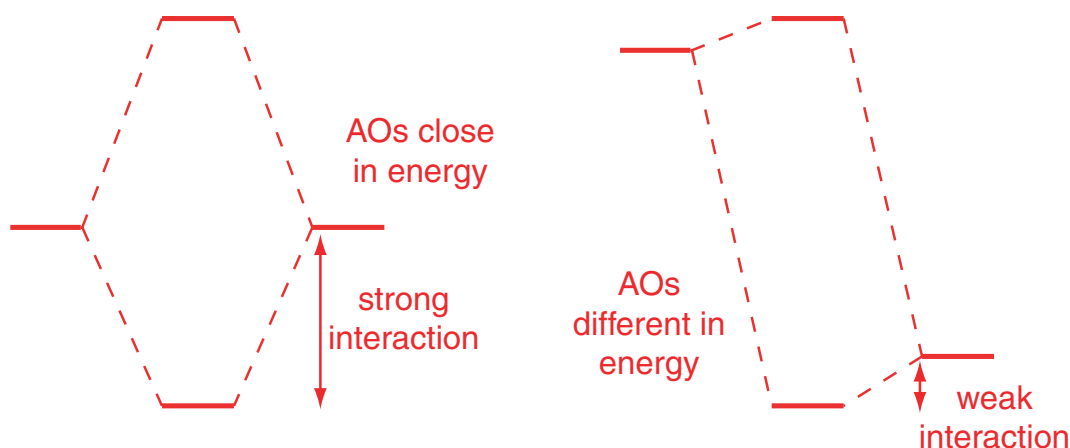 AOs close
in energy
strong
interaction
AOs
different in
energy
weak
interaction